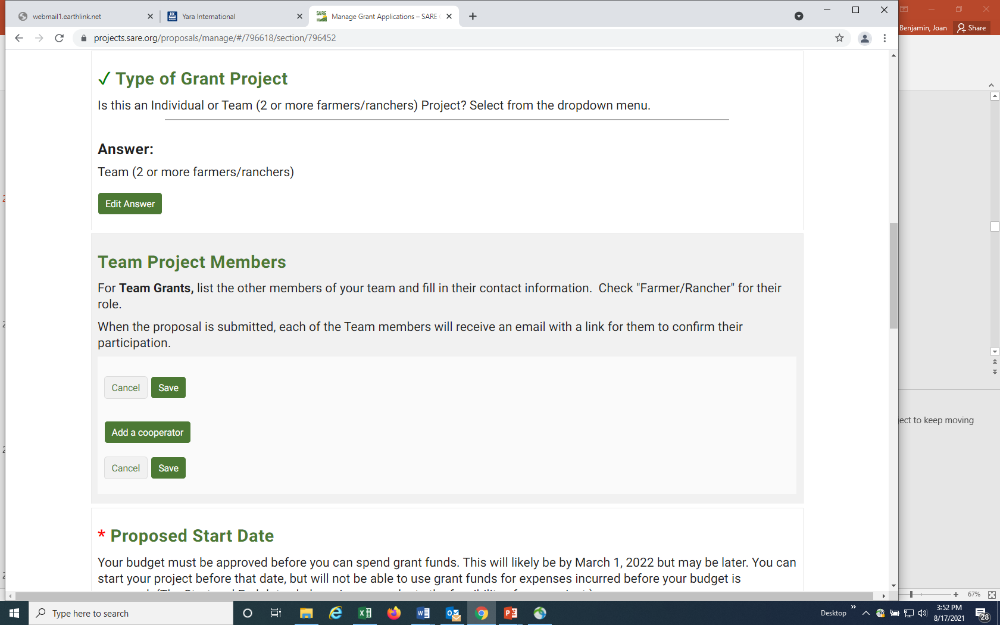 webmail1.earthlink.net
Yara International
SARE
Manage Grant Applications – SARE
Benjamin, Joan
Share
projects.sare.org/proposals/manage/#/796618/section/796452
✓ Type of Grant Project
Is this an Individual or Team (2 or more farmers/ranchers) Project? Select from the dropdown menu.
Answer:
Team (2 or more farmers/ranchers)
Edit Answer
Team Project Members
For Team Grants, list the other members of your team and fill in their contact information.  Check "Farmer/Rancher" for their
role.
When the proposal is submitted, each of the Team members will receive an email with a link for them to confirm their
participation.
Cancel Save
ject to keep moving
Add a cooperator
Cancel Save
* Proposed Start Date
Your budget must be approved before you can spend grant funds. This will likely be by March 1, 2022 but may be later. You can
start your project before that date, but will not be able to use grant funds for expenses incurred before your budget is
67%
Type here to search
Desktop
3:52 PM
8/17/2021
28